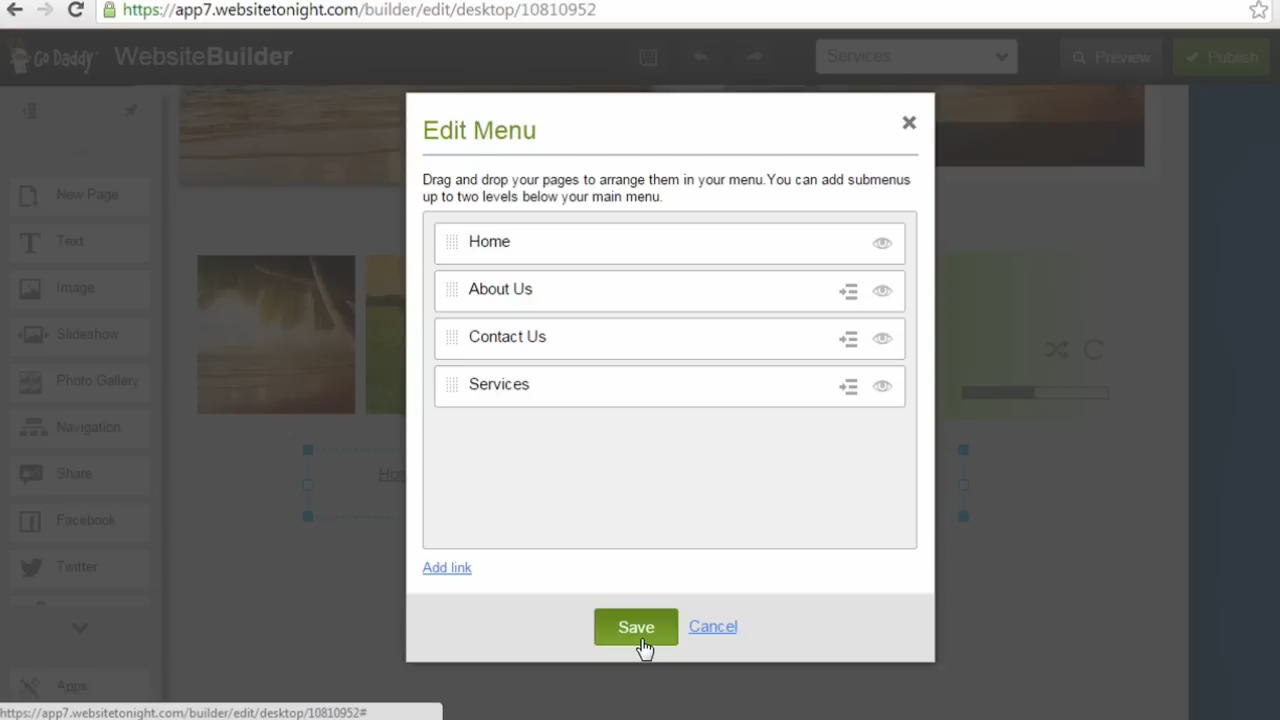 https://app7.websitetonight.com/builder/edit/desktop/10810952
Go Daddy
WebsiteBuilder
Services
Preview
Publish
Edit Menu
Drag and drop your pages to arrange them in your menu.You can add submenus
up to two levels below your main menu.
Home
About Us
Contact Us
Services
Add link
Save
Cancel
New Page
Text
Image
Slideshow
Photo Gallery
Navigation
Share
Facebook
Twitter
Apps
https://app7.websitetonight.com/builder/edit/desktop/10810952#